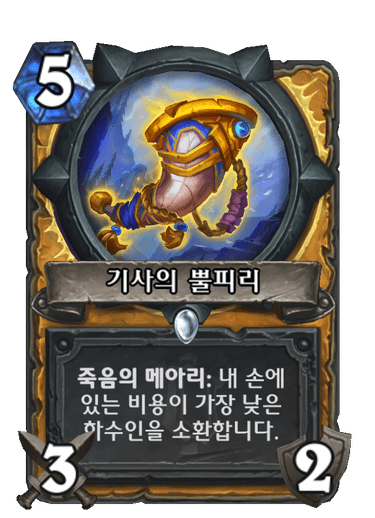 5
기사의 뿔피리
죽음의 메아리: 내 손에
있는 비용이 가장 낮은
하수인을 소환합니다.
3
2